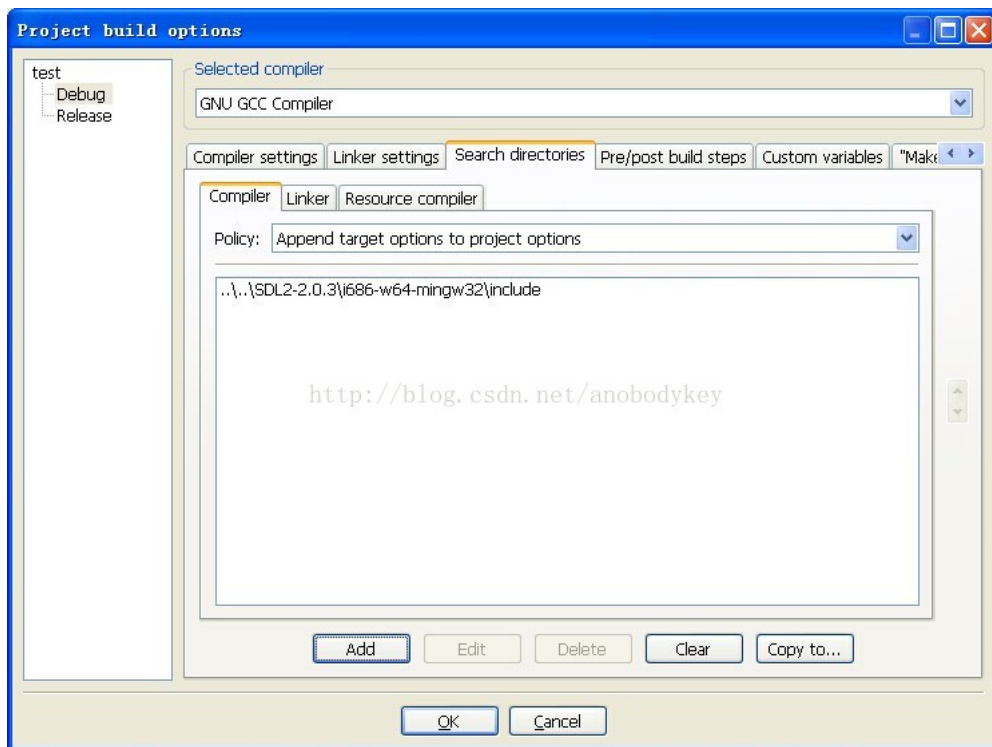 Project build options
test
Debug
Release
Selected compiler
GNU GCC Compiler
Compiler settings Linker settings Search directories Pre/post build steps Custom variables "Make
Compiler Linker Resource compiler
Policy: Append target options to project options
..\..\SDL2-2.0.3\i686-w64-mingw32\include
http://blog.csdn.net/anobodykey
Add Edit Delete Clear Copy to...
OK Cancel